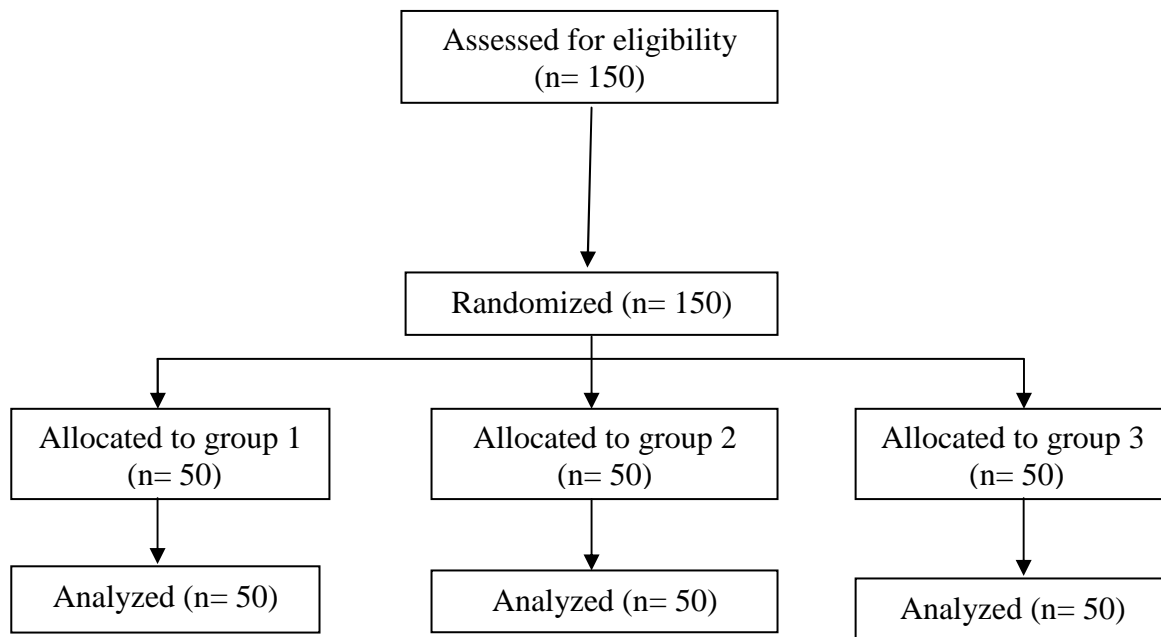 Assessed for eligibility
(n= 150)
Randomized (n= 150)
Allocated to group 1
(n= 50)
Allocated to group 2
(n= 50)
Allocated to group 3
(n= 50)
Analyzed (n= 50)
Analyzed (n= 50)
Analyzed (n= 50)